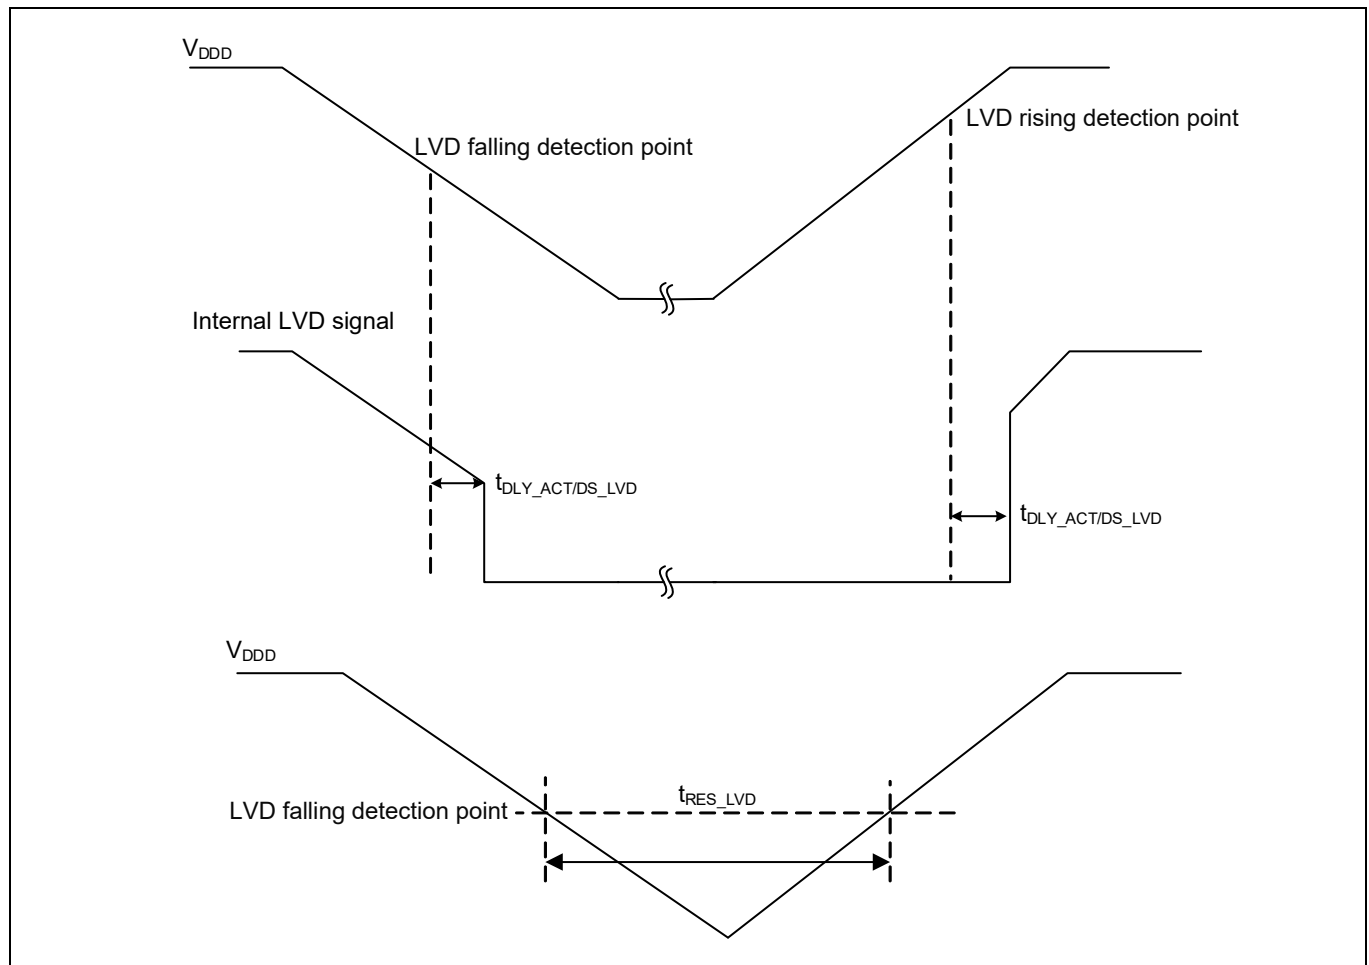 VDDD
LVD rising detection point
LVD falling detection point
Internal LVD signal
tDLY_ACT/DS_LVD
tDLY_ACT/DS_LVD
VDDD
tRES_LVD
LVD falling detection point